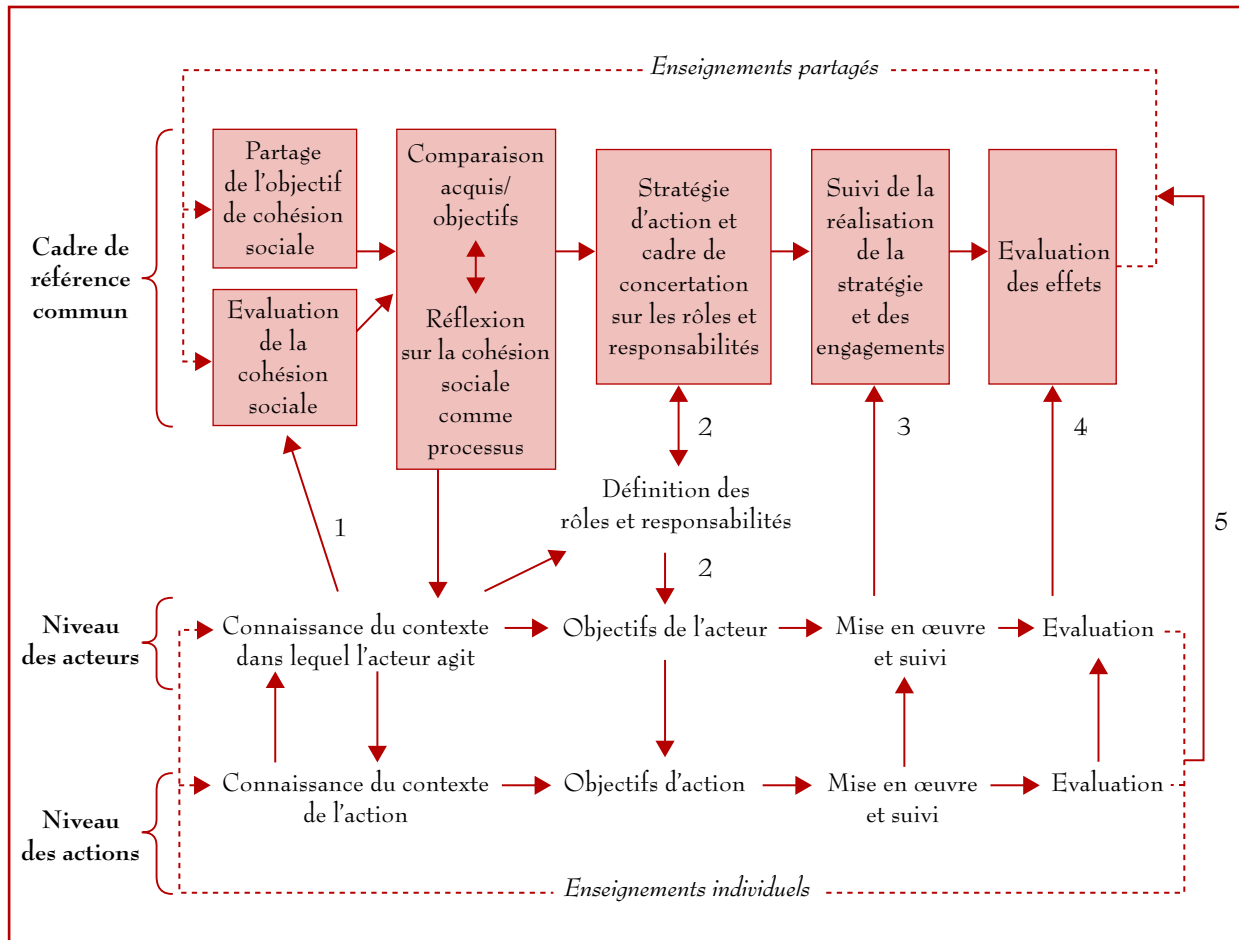 Enseignements partagés
Cadre de
référence
commun
Partage
de l'objectif
de cohésion
sociale
Evaluation
de la
cohésion
sociale
Comparaison
acquis/
objectifs
Réflexion
sur la cohésion
sociale
comme
processus
Stratégie
d'action et
cadre de
concertation
sur les rôles et
responsabilités
Suivi de la
réalisation
de la
stratégie
et des
engagements
Evaluation
des effets
1
2
3
4
5
Définition des
rôles et responsabilités
2
Niveau
des acteurs
Connaissance du contexte
dans lequel l'acteur agit
Objectifs de l'acteur
Mise en œuvre
et suivi
Evaluation
Niveau
des actions
Connaissance du contexte
de l'action
Objectifs d'action
Mise en œuvre
et suivi
Evaluation
Enseignements individuels